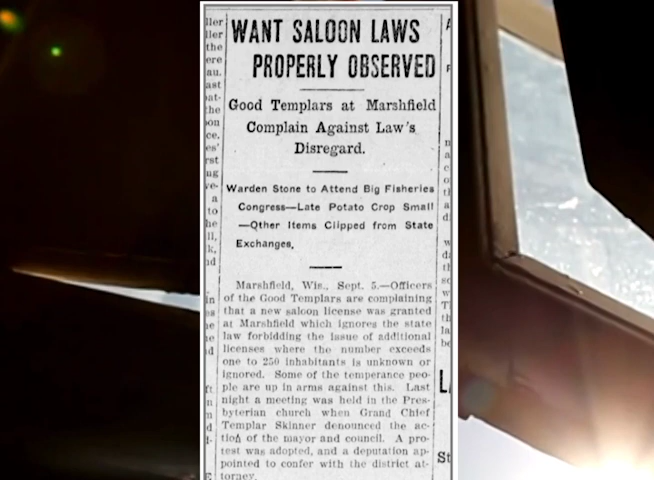 WANT SALOON LAWS
PROPERLY OBSERVED
Good Templars at Marshfield
Complain Against Law's
Disregard.
Warden Stone to Attend Big Fisheries
Congress—Late Potato Crop Small
—Other Items Clipped from State
Exchanges.
Marshfield, Wis., Sept. 5.—Officers
of the Good Templars are complaining
that a new saloon license was granted
at Marshfield which ignores the state
law forbidding the issue of additional
licenses where the number exceeds
one to 250 inhabitants is unknown or
ignored. Some of the temperance peo-
ple are up in arms against this. Last
night a meeting was held in the Pres-
byterian church when Grand Chief
Templar Skinner denounced the ac-
tion of the mayor and council. A pro-
test was adopted, and a deputation ap-
pointed to confer with the district at-
torney.